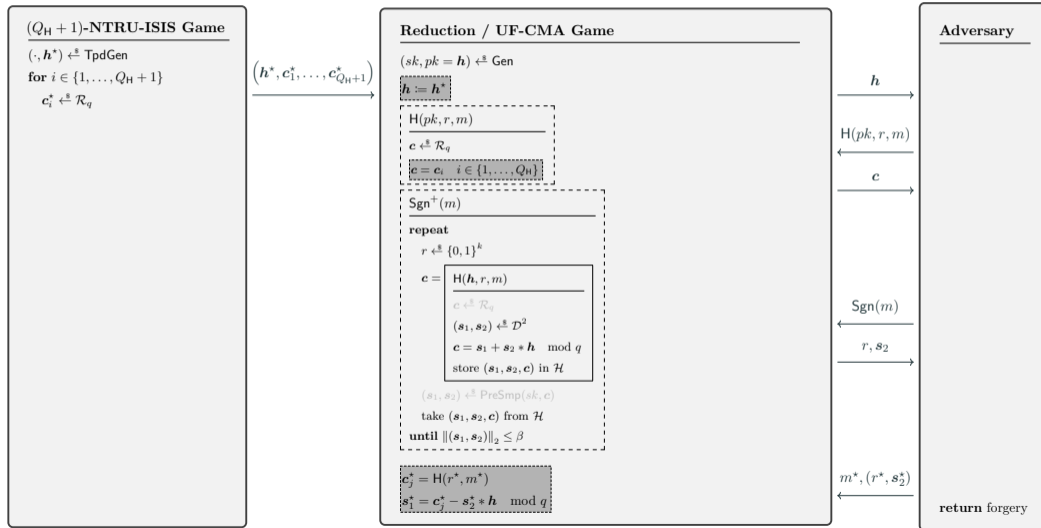 (Q_H + 1)-NTRU-ISIS Game
(·, h*) ←$ TpdGen
for i ∈ {1, . . . , Q_H + 1}
c*_i ←$ R_q
(h*, c*_1, . . . , c*_{Q_H+1})
Reduction / UF-CMA Game
(sk, pk = h) ←$ Gen
h := h*
H(pk, r, m)
c ←$ R_q
c = c_i i ∈ {1, . . . , Q_H}
Sgn⁺(m)
repeat
r ←$ {0, 1}^k
c =
H(h, r, m)
c ←$ R_q
(s_1, s_2) ←$ D²
c = s_1 + s_2 * h mod q
store (s_1, s_2, c) in H
(s_1, s_2) ←$ PreSmp(sk, c)
take (s_1, s_2, c) from H
until ‖(s_1, s_2)‖_2 ≤ β
c*_j = H(r*, m*)
s*_1 = c*_j − s*_2 * h mod q
h
H(pk, r, m)
c
Sgn(m)
r, s_2
m*, (r*, s*_2)
Adversary
return forgery